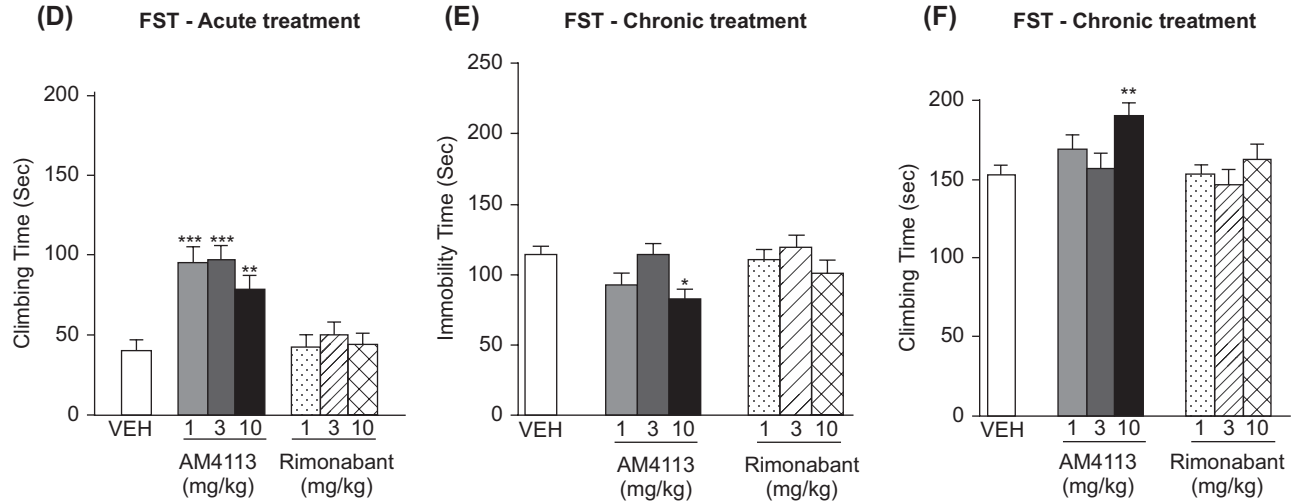 (D) FST - Acute treatment
Climbing Time (Sec)
200
150
100
50
0
*** ***
**
VEH 1 3 10 1 3 10
AM4113 Rimonabant
(mg/kg) (mg/kg)
(E) FST - Chronic treatment
Immobility Time (Sec)
250
200
150
100
50
0
*
VEH 1 3 10 1 3 10
AM4113 Rimonabant
(mg/kg) (mg/kg)
(F) FST - Chronic treatment
Climbing Time (sec)
200
150
100
50
0
**
VEH 1 3 10 1 3 10
AM4113 Rimonabant
(mg/kg) (mg/kg)